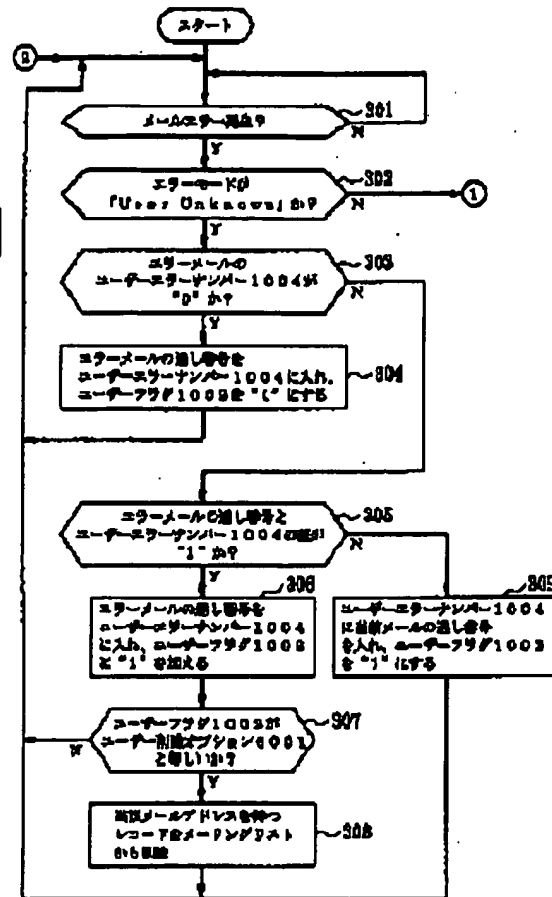 スタート
2
301
メールエラー発生?
N
Y
302
エラーコードが
「User Unknown」か?
N
1
Y
303
エラーメールの
ユーザーエラーナンバー1004が
"0"か?
N
Y
304
エラーメールの通し番号を
ユーザーエラーナンバー1004に入れ、
ユーザーフラグ1003を"1"にする
305
エラーメールの通し番号と
ユーザーエラーナンバー1004の差が
"1"か?
N
Y
306
エラーメールの通し番号を
ユーザーエラーナンバー1004
に入れ、ユーザーフラグ1003
に"1"を加える
309
ユーザーエラーナンバー1004
に当該メールの通し番号
を入れ、ユーザーフラグ1003
を"1"にする
307
ユーザーフラグ1003が
ユーザー削除オプション
と等しいか?
N
Y
308
当該メールアドレスを持つ
レコードをメーリングリスト
から削除